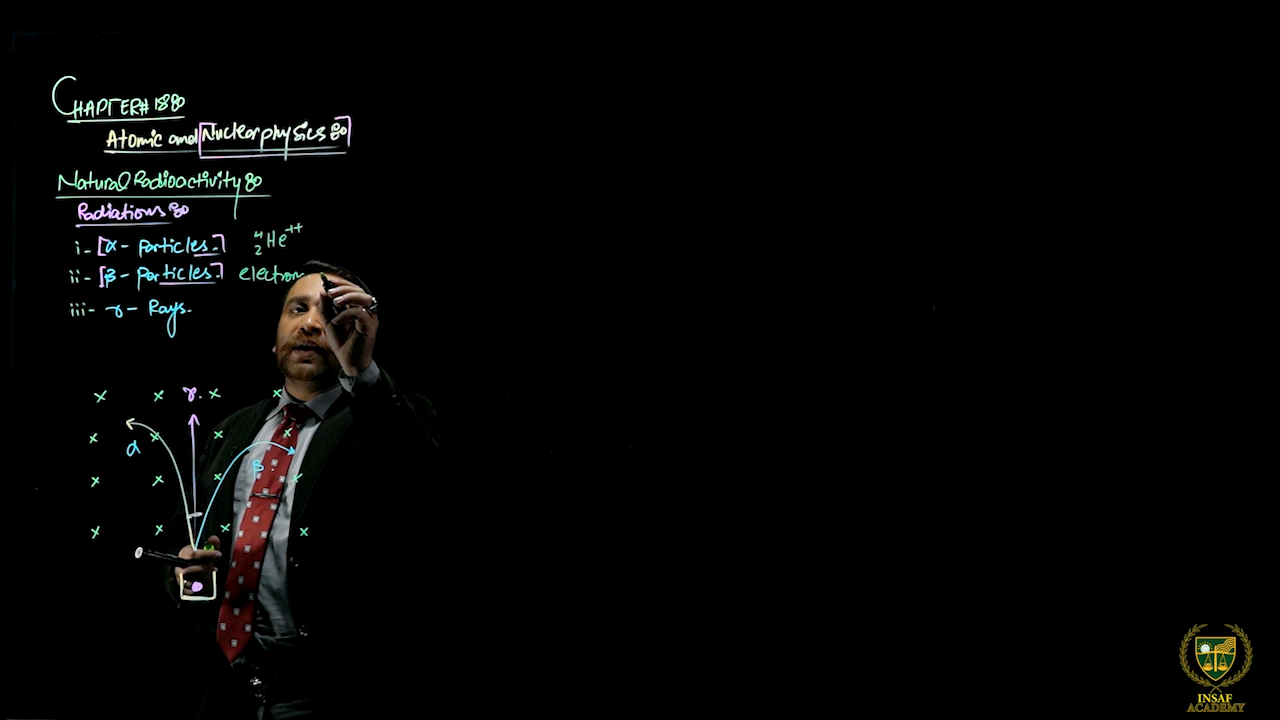 CHAPTER# 18:
Atomic and Nuclear physics:
Natural Radioactivity:
Radiations:
i- [α- particles.] ⁴₂He⁺⁺
ii- [β- particles.] electron
iii- γ- Rays.
× × γ. × ×
× × × ×
α β.
× × × ×
× × × ×
INSAF
ACADEMY